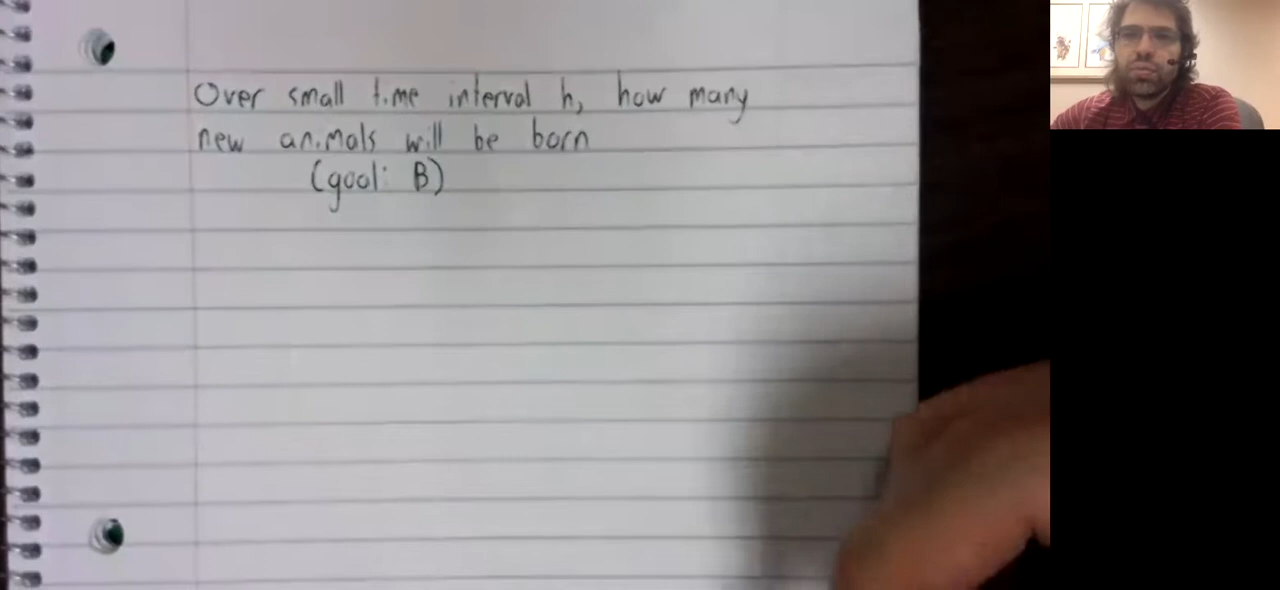 Over small time interval h, how many
new animals will be born
(goal: B)